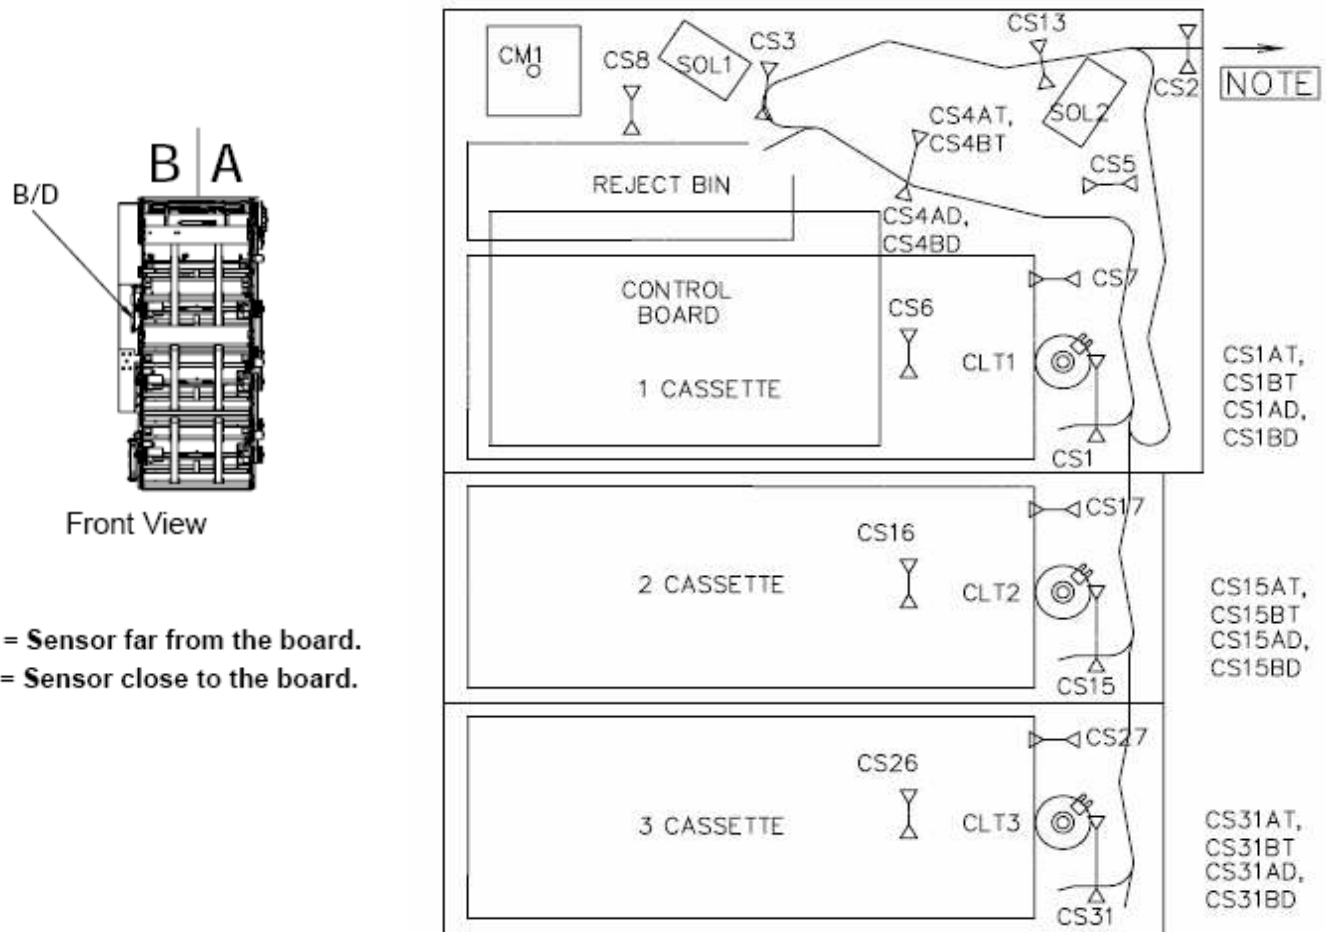 B A
B/D
Front View
= Sensor far from the board.
= Sensor close to the board.
CM1
CS8
SOL1
CS3
CS13
SOL2
CS2
NOTE
CS4AT,
CS4BT
CS5
REJECT BIN
CS4AD,
CS4BD
CONTROL
BOARD
CS6
CS7
1 CASSETTE
CLT1
CS1
CS1AT,
CS1BT
CS1AD,
CS1BD
CS16
CS17
2 CASSETTE
CLT2
CS15
CS15AT,
CS15BT
CS15AD,
CS15BD
CS26
CS27
3 CASSETTE
CLT3
CS31
CS31AT,
CS31BT
CS31AD,
CS31BD